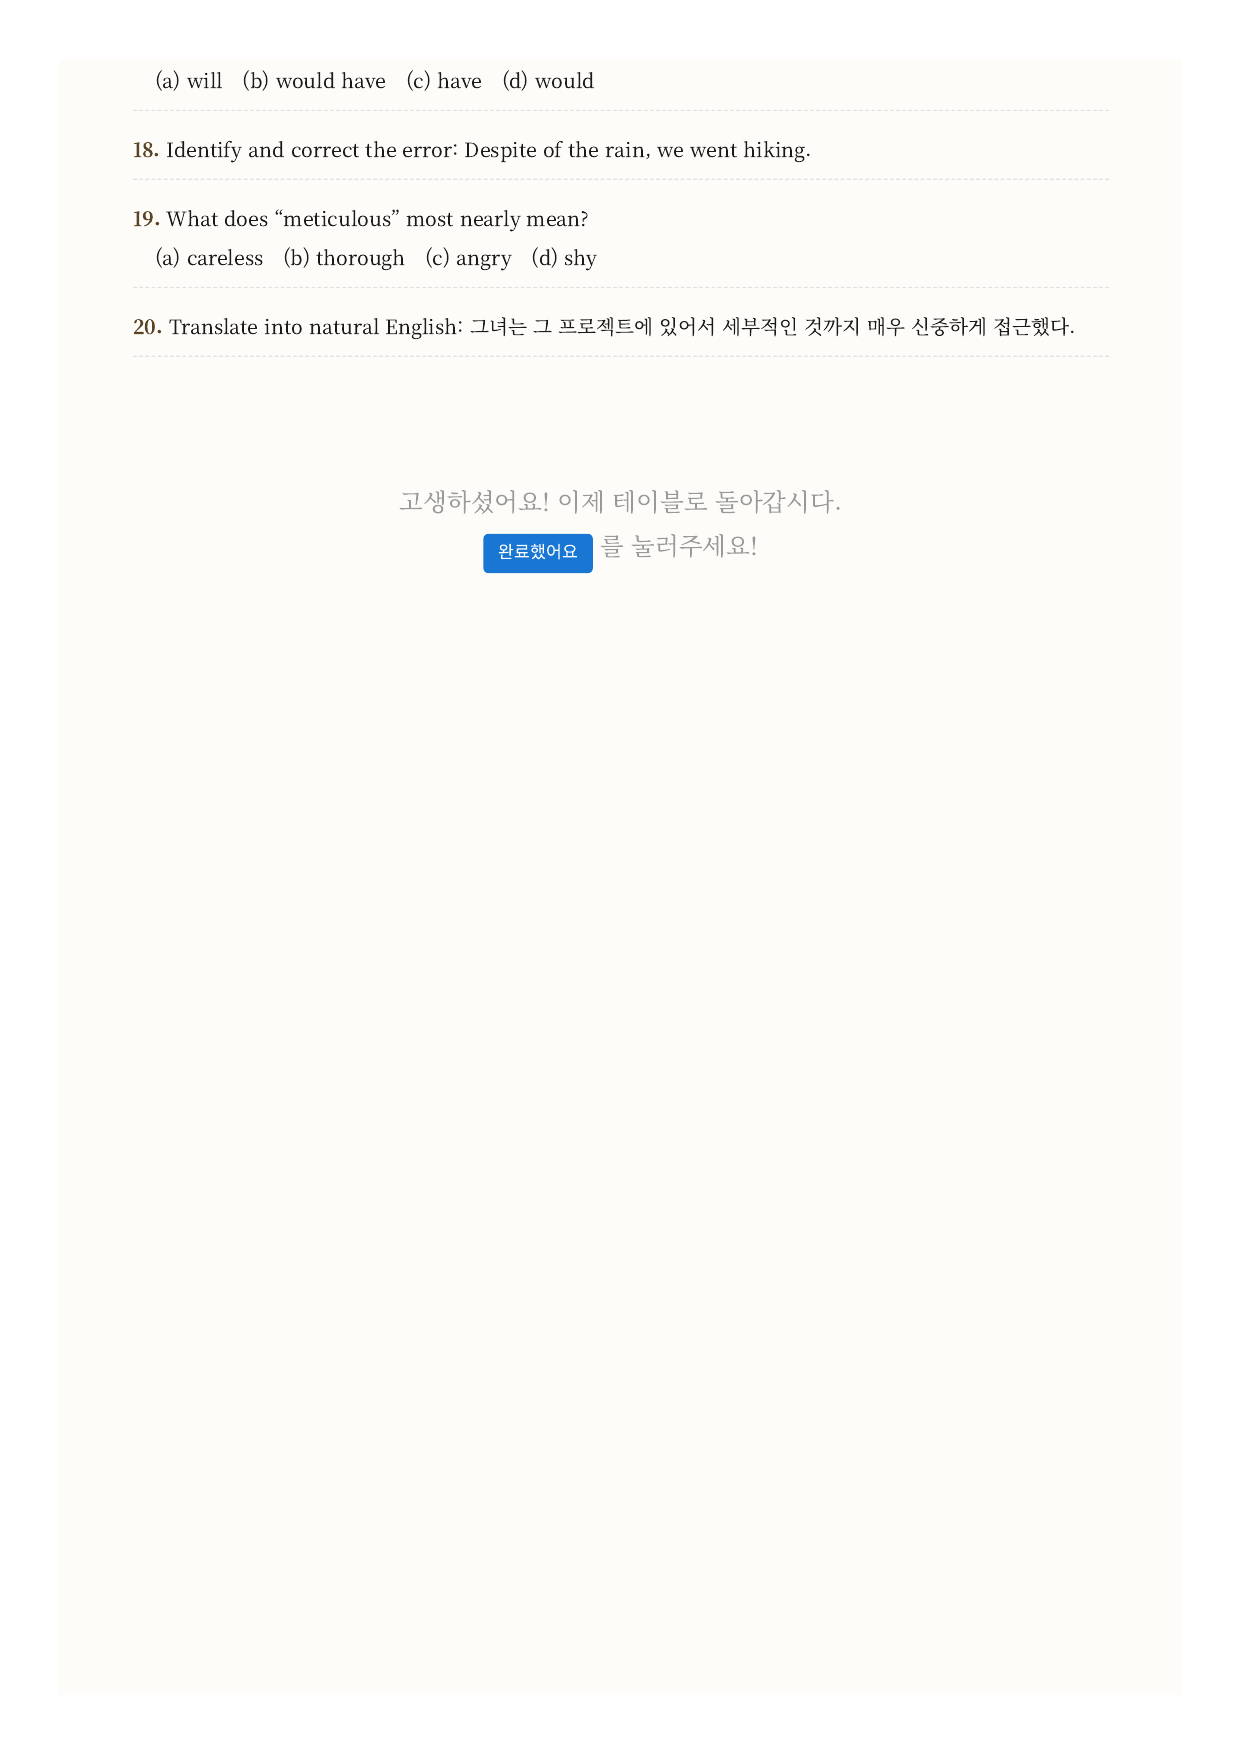 (a) will (b) would have (c) have (d) would
18. Identify and correct the error: Despite of the rain, we went hiking.
19. What does “meticulous” most nearly mean?
(a) careless (b) thorough (c) angry (d) shy
20. Translate into natural English: 그녀는 그 프로젝트에 있어서 세부적인 것까지 매우 신중하게 접근했다.
고생하셨어요! 이제 테이블로 돌아갑시다.
완료했어요 를 눌러주세요!